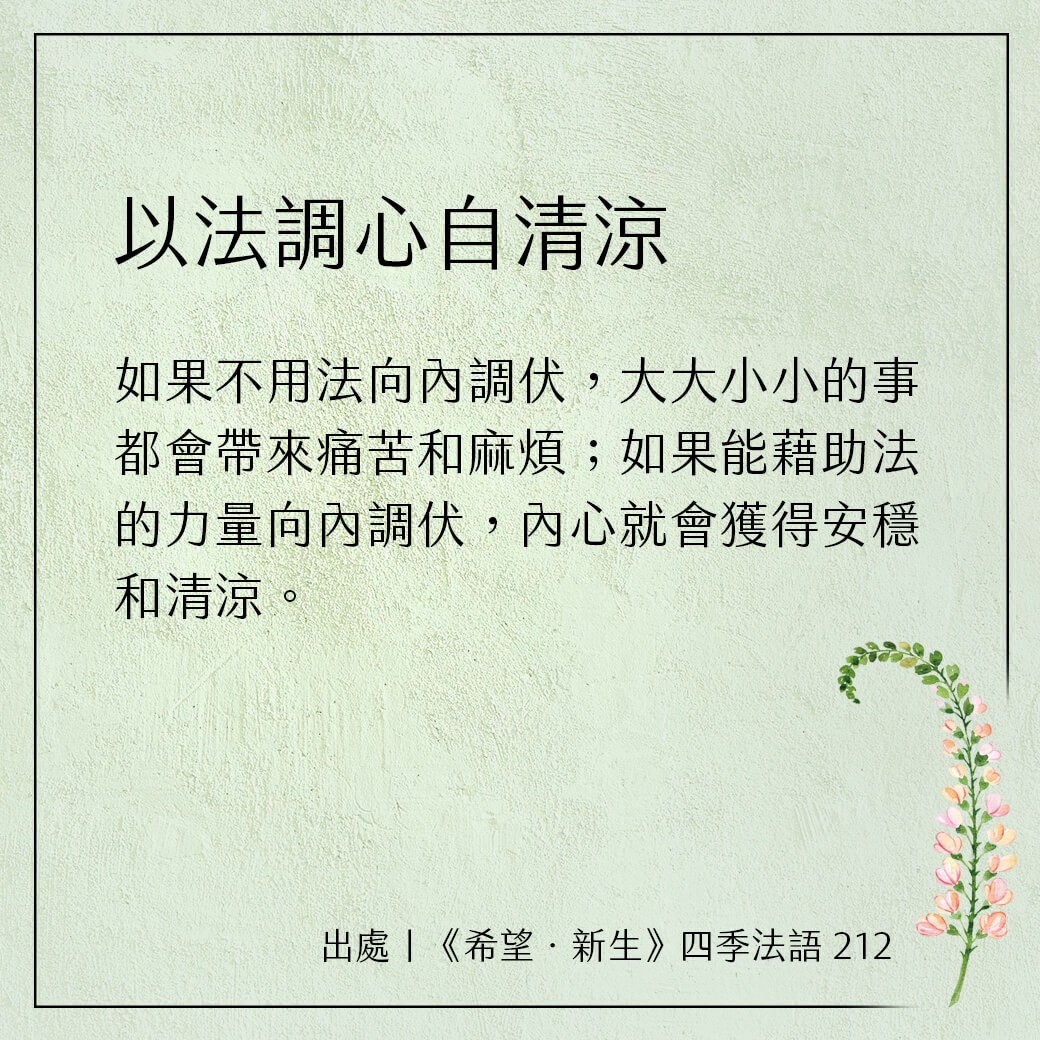 以法調心自清涼
如果不用法向內調伏，大大小小的事
都會帶來痛苦和麻煩；如果能藉助法
的力量向內調伏，內心就會獲得安穩
和清涼。
出處｜《希望．新生》四季法語 212